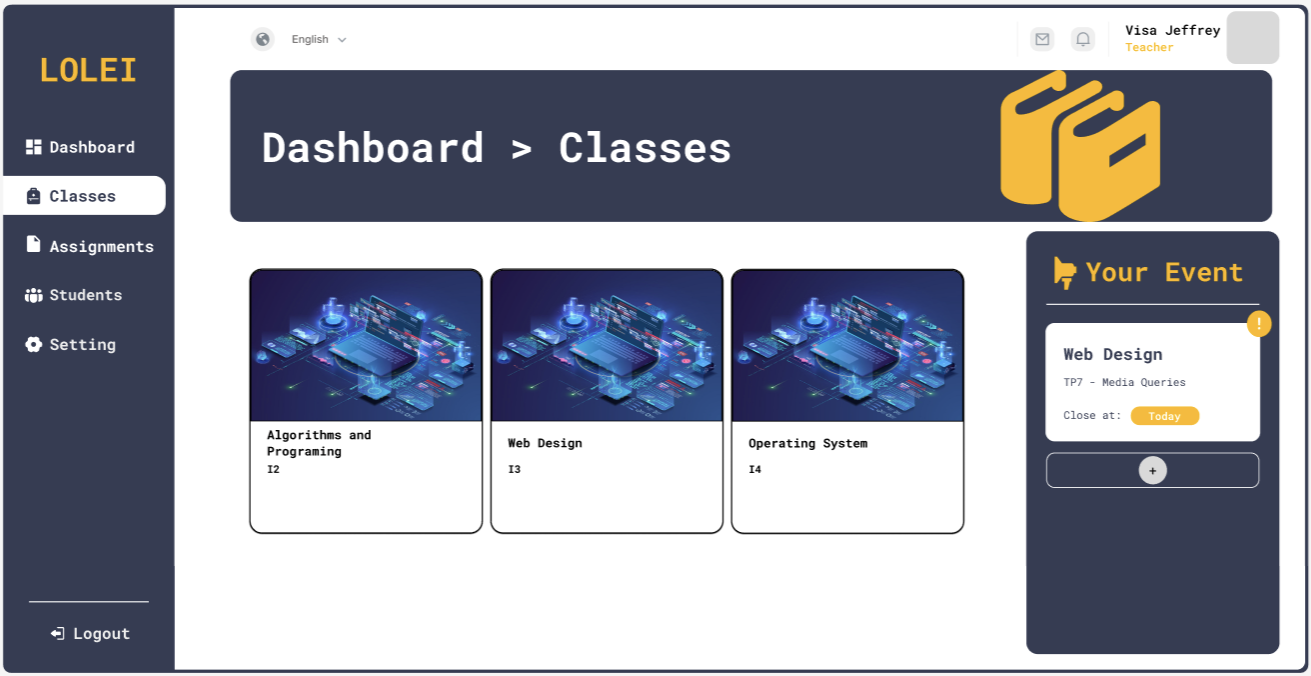 LOLEI
Dashboard
Classes
Assignments
Students
Setting
Logout
English
Visa Jeffrey
Teacher
Dashboard > Classes
Algorithms and
Programing
I2
Web Design
I3
Operating System
I4
Your Event
!
Web Design
TP7 - Media Queries
Close at: Today
+